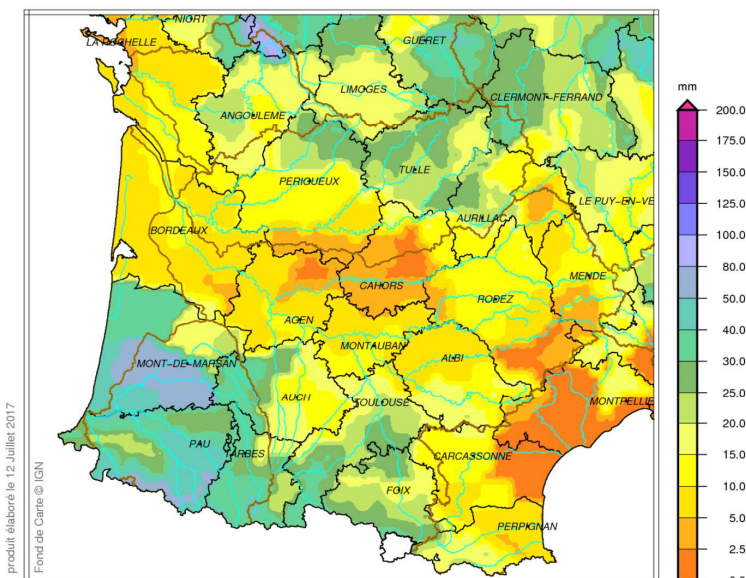 NIORT
LA ROCHELLE
GUERET
mm
LIMOGES
CLERMONT-FERRAND
ANGOULEME
200.0
175.0
150.0
TULLE
PERIGUEUX
125.0
LE PUY-EN-VE
AURILLAC
100.0
BORDEAUX
75.0
MENDE
CAHORS
RODEZ
50.0
AGEN
40.0
MONTAUBAN
ALBI
MONT-DE-MARSAN
30.0
AUCH
TOULOUSE
MONTPELLIE
25.0
20.0
PAU
TARBES
CARCASSONNE
15.0
FOIX
10.0
PERPIGNAN
5.0
2.5
0.0
produit élaboré le 12 Juillet 2017
Fond de Carte © IGN